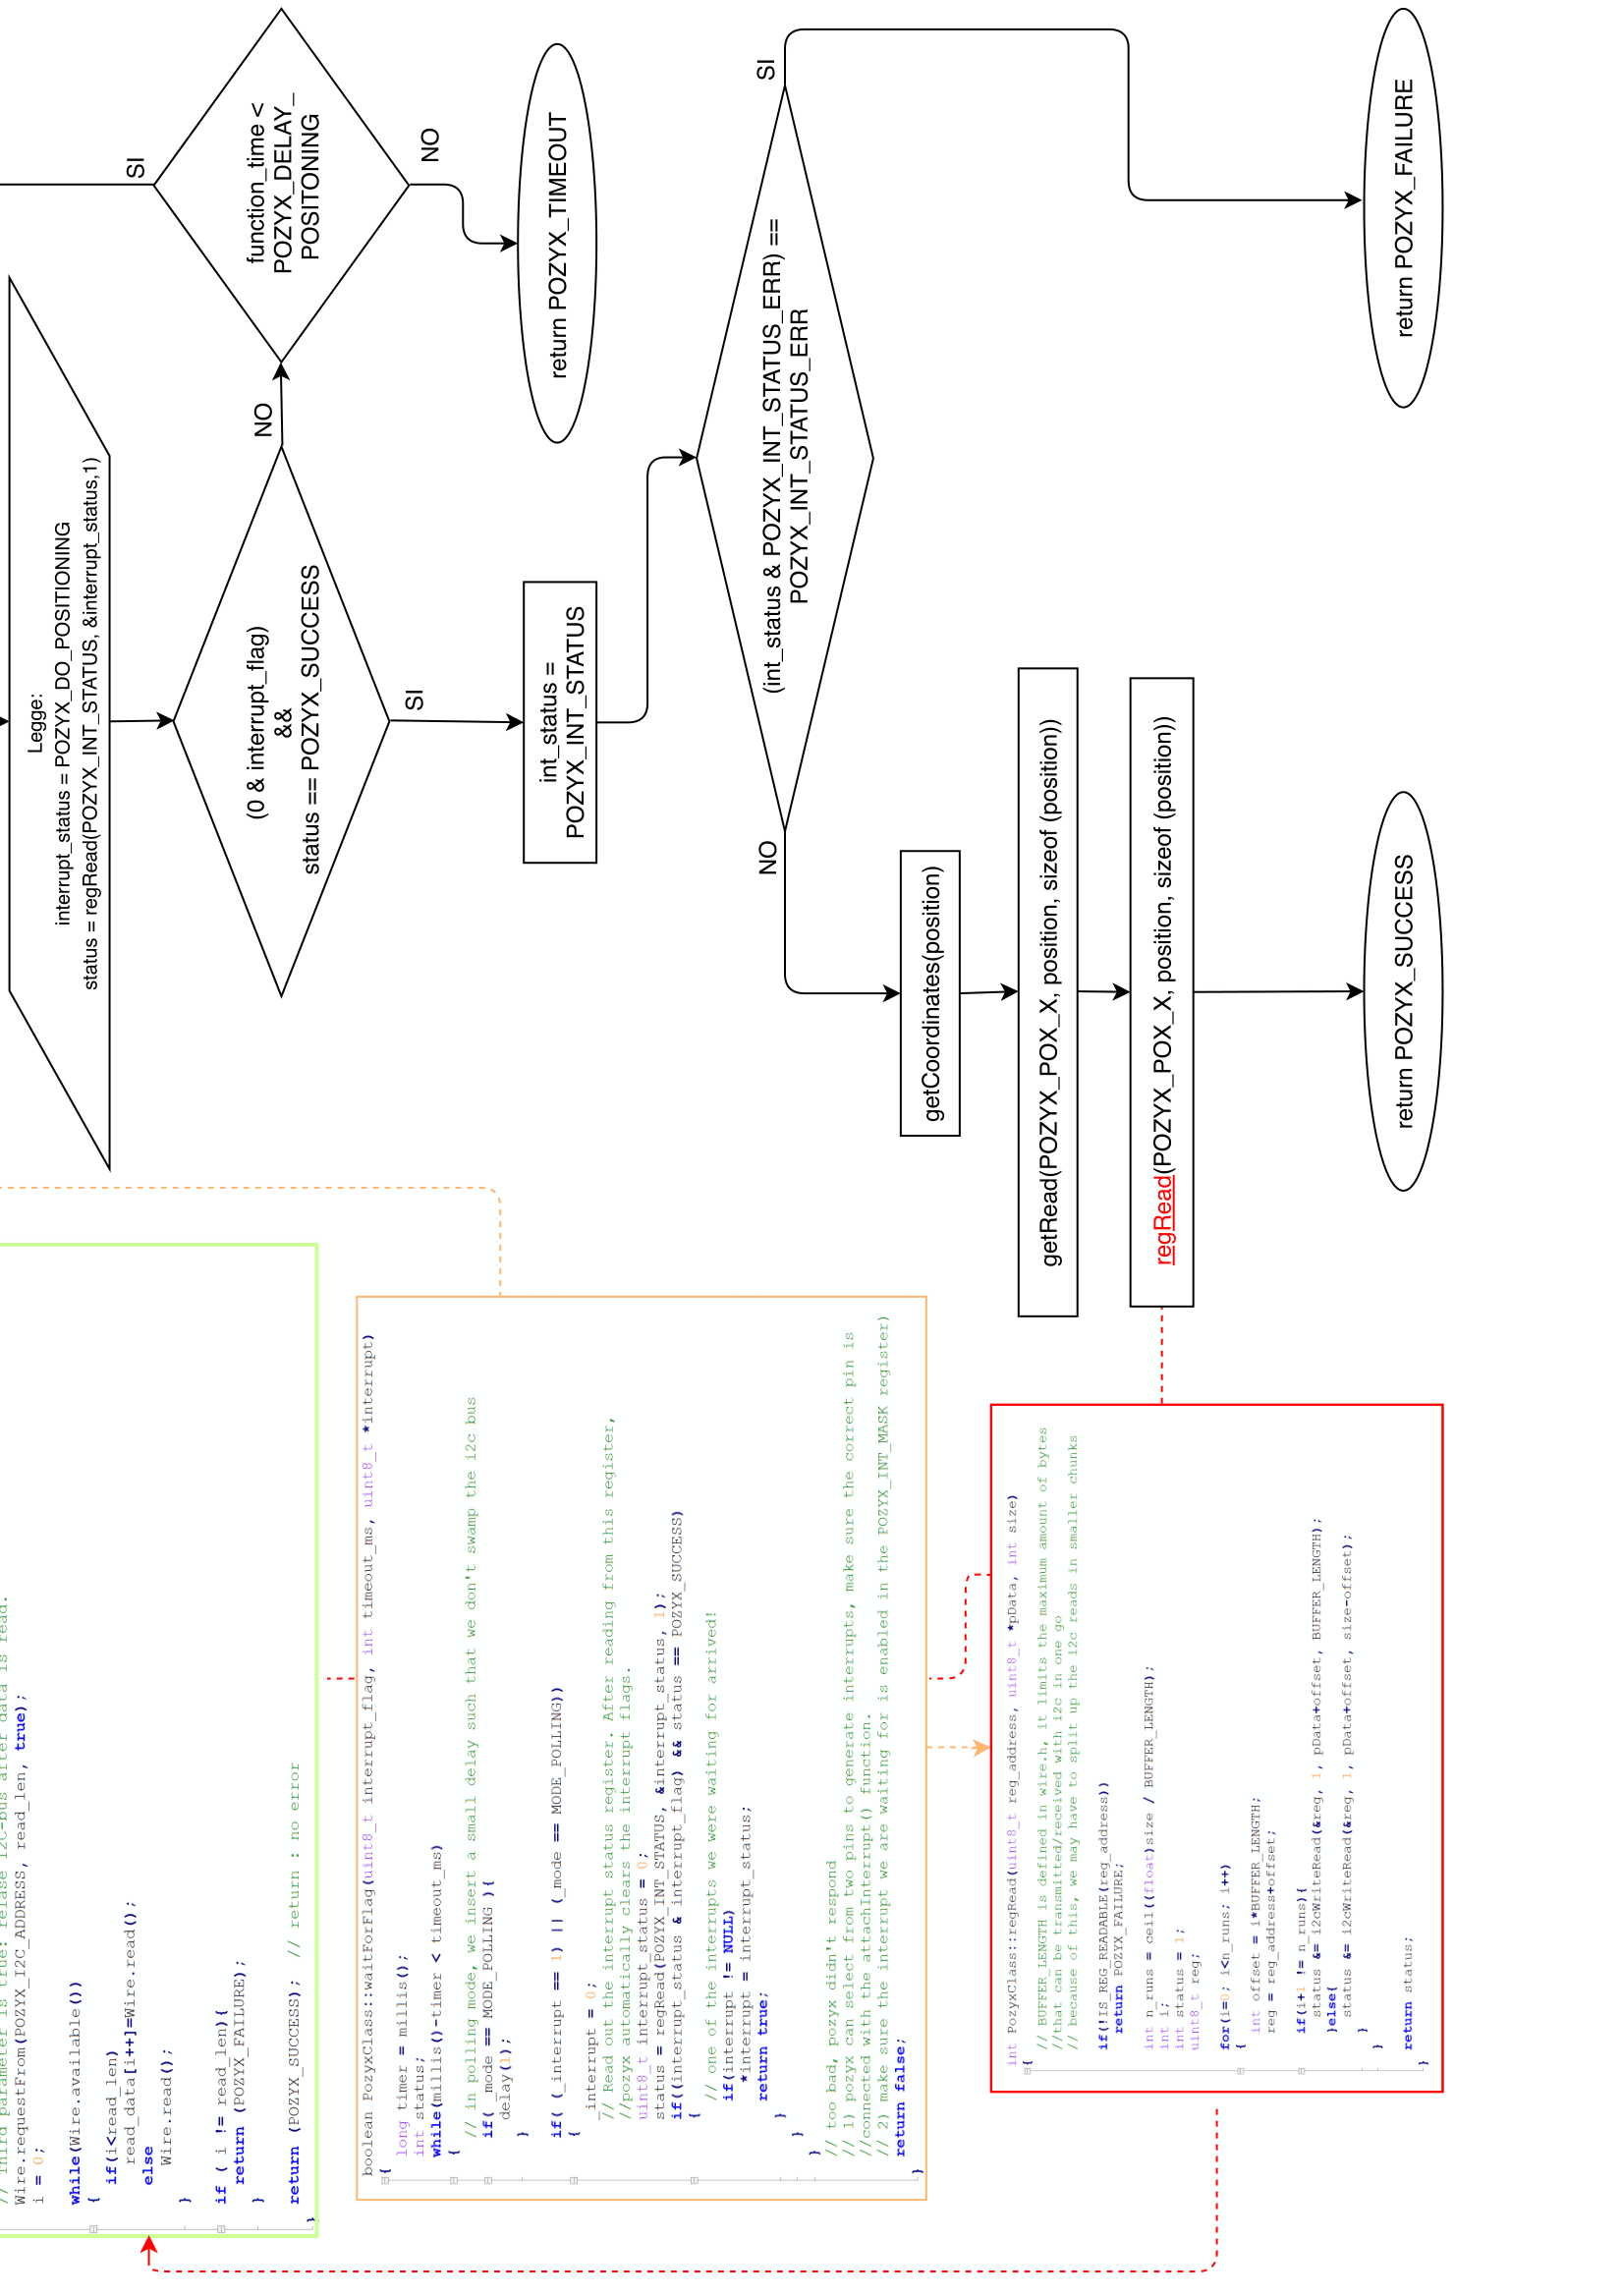 Legge:
interrupt_status = POZYX_DO_POSITIONING
status = regRead(POZYX_INT_STATUS, &interrupt_status,1)
(0 & interrupt_flag)
&&
status == POZYX_SUCCESS
NO
SI
function_time <
POZYX_DELAY_
POSITONING
SI
NO
return POZYX_TIMEOUT
int_status =
POZYX_INT_STATUS
(int_status & POZYX_INT_STATUS_ERR) ==
POZYX_INT_STATUS_ERR
SI
NO
return POZYX_FAILURE
getCoordinates(position)
getRead(POZYX_POX_X, position, sizeof (position))
regRead(POZYX_POX_X, position, sizeof (position))
return POZYX_SUCCESS
// Third parameter is true: relase I2C-bus after data is read.
Wire.requestFrom(POZYX_I2C_ADDRESS, read_len, true);
i = 0;
while(Wire.available())
{
if(i<read_len)
read_data[i++]=Wire.read();
else
Wire.read();
}
if ( i != read_len){
return (POZYX_FAILURE);
}
return (POZYX_SUCCESS); // return : no error
}
boolean PozyxClass::waitForFlag(uint8_t interrupt_flag, int timeout_ms, uint8_t *interrupt)
{
long timer = millis();
int status;
while(millis()-timer < timeout_ms)
{
// in polling mode, we insert a small delay such that we don't swamp the i2c bus
if( _mode == MODE_POLLING ){
delay(1);
}
if( (_interrupt == 1) || (_mode == MODE_POLLING))
{
_interrupt = 0;
// Read out the interrupt status register. After reading from this register,
//pozyx automatically clears the interrupt flags.
uint8_t interrupt_status = 0;
status = regRead(POZYX_INT_STATUS, &interrupt_status, 1);
if((interrupt_status & interrupt_flag) && status == POZYX_SUCCESS)
{
// one of the interrupts we were waiting for arrived!
if(interrupt != NULL)
*interrupt = interrupt_status;
return true;
}
}
}
// too bad, pozyx didn't respond
// 1) pozyx can select from two pins to generate interrupts, make sure the correct pin is
//connected with the attachInterrupt() function.
// 2) make sure the interrupt we are waiting for is enabled in the POZYX_INT_MASK register)
return false;
}
int PozyxClass::regRead(uint8_t reg_address, uint8_t *pData, int size)
{
// BUFFER_LENGTH is defined in wire.h, it limits the maximum amount of bytes
//that can be transmitted/received with i2c in one go
// because of this, we may have to split up the i2c reads in smaller chunks
if(!IS_REG_READABLE(reg_address))
return POZYX_FAILURE;
int n_runs = ceil((float)size / BUFFER_LENGTH);
int i;
int status = 1;
uint8_t reg;
for(i=0; i<n_runs; i++)
{
int offset = i*BUFFER_LENGTH;
reg = reg_address+offset;
if(i+1 != n_runs){
status &= i2cWriteRead(&reg, 1, pData+offset, BUFFER_LENGTH);
}else{
status &= i2cWriteRead(&reg, 1, pData+offset, size-offset);
}
}
return status;
}